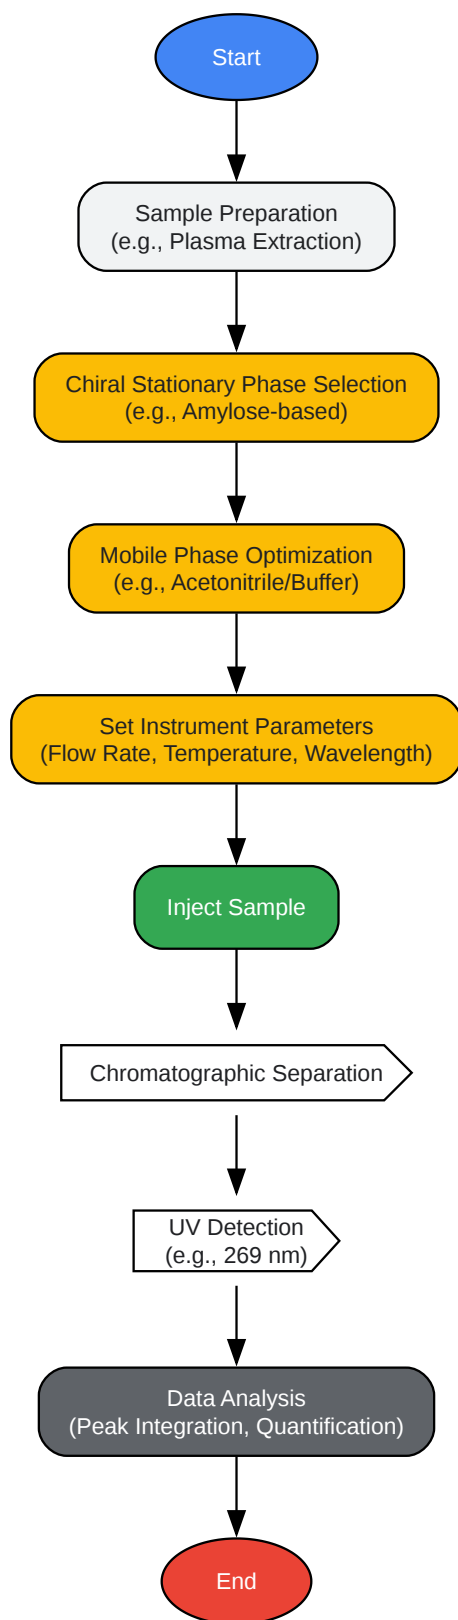 Start
Sample Preparation
(e.g., Plasma Extraction)
Chiral Stationary Phase Selection
(e.g., Amylose-based)
Mobile Phase Optimization
(e.g., Acetonitrile/Buffer)
Set Instrument Parameters
(Flow Rate, Temperature, Wavelength)
Inject Sample
Chromatographic Separation
UV Detection
(e.g., 269 nm)
Data Analysis
(Peak Integration, Quantification)
End